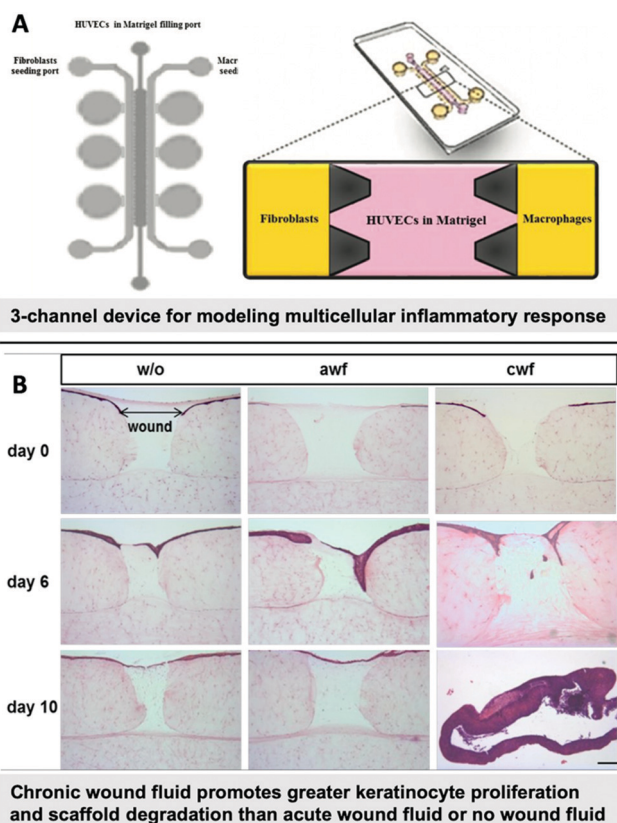 A
HUVECs in Matrigel filling port
Fibroblasts
seeding port
Fibroblasts
HUVECs in Matrigel
Macrophages
3-channel device for modeling multicellular inflammatory response
B
w/o
awf
cwf
wound
day 0
day 6
day 10
Chronic wound fluid promotes greater keratinocyte proliferation
and scaffold degradation than acute wound fluid or no wound fluid